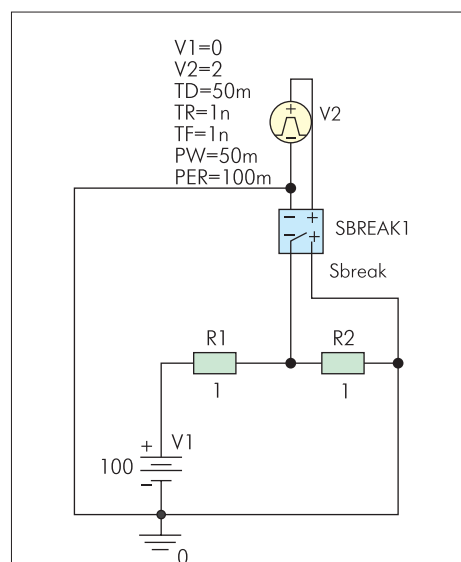 V1=0
V2=2
TD=50m
TR=1n
TF=1n
PW=50m
PER=100m
+
V2
−
− +
− +
SBREAK1
Sbreak
R1
R2
1
1
+
V1
100
−
0